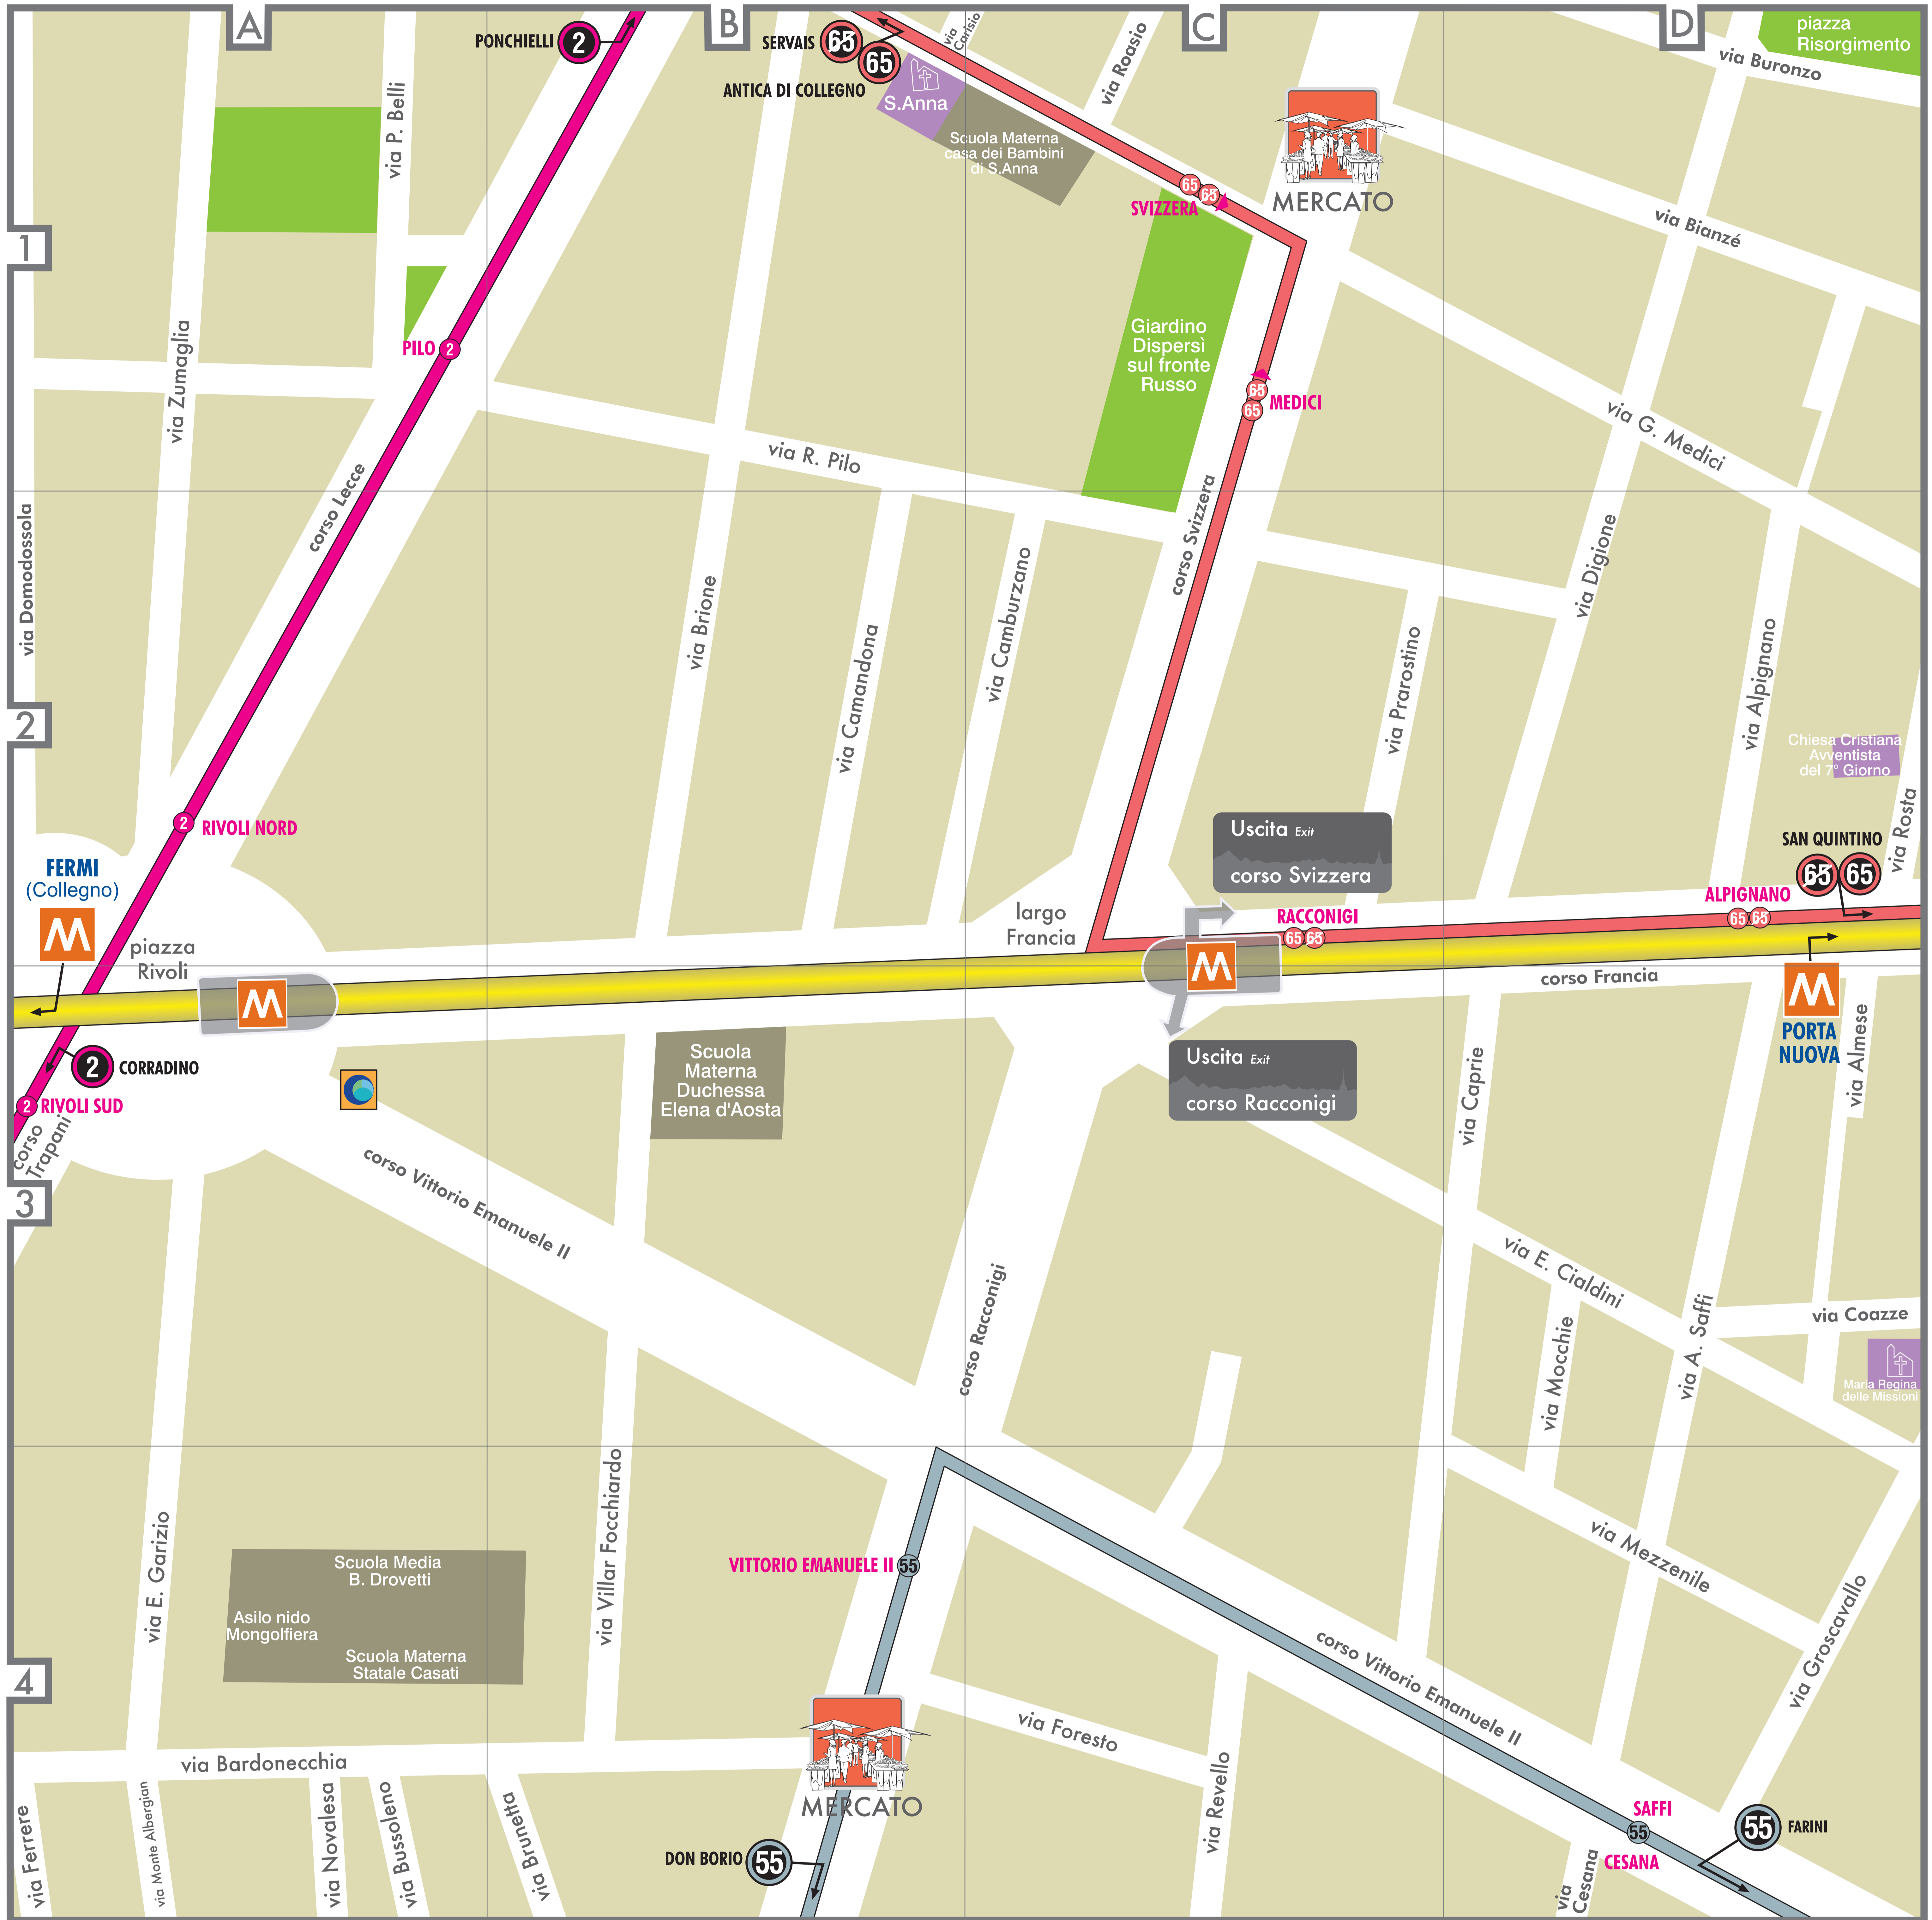 A
B
C
D
1
2
3
4
PONCHIELLI
2
SERVAIS
65
65
ANTICA DI COLLEGNO
S.Anna
Scuola Materna
casa dei Bambini
di S.Anna
via
Carisio
via Roasio
via Buronzo
piazza
Risorgimento
via P. Belli
MERCATO
65
65
SVIZZERA
via Bianzé
via Zumaglia
PILO
2
Giardino
Dispersi
sul fronte
Russo
65
65
MEDICI
via G. Medici
via R. Pilo
corso Lecce
via Domodossola
corso Svizzera
via Digione
via Brione
via Camandona
via Camburzano
via Prarostino
via Alpignano
Chiesa Cristiana
Avventista
del 7° Giorno
via Rosta
2
RIVOLI NORD
Uscita Exit
corso Svizzera
SAN QUINTINO
65
65
ALPIGNANO
65
65
FERMI
(Collegno)
M
piazza
Rivoli
M
largo
Francia
RACCONIGI
65
65
M
corso Francia
M
PORTA
NUOVA
via Almese
2
CORRADINO
2
RIVOLI SUD
corso
Trapani
Scuola
Materna
Duchessa
Elena d'Aosta
Uscita Exit
corso Racconigi
via Caprie
corso Vittorio Emanuele II
via E. Cialdini
corso Racconigi
via Mocchie
via A. Saffi
via Coazze
Maria Regina
delle Missioni
via E. Garizio
via Villar Focchiardo
Scuola Media
B. Drovetti
Asilo nido
Mongolfiera
Scuola Materna
Statale Casati
VITTORIO EMANUELE II
55
via Mezzenile
via Groscavallo
corso Vittorio Emanuele II
via Foresto
via Bardonecchia
MERCATO
via Revello
via Ferrere
via Monte Albergian
via Novalesa
via Bussoleno
via Brunetta
DON BORIO
55
SAFFI
55
CESANA
via
Cesana
55
FARINI